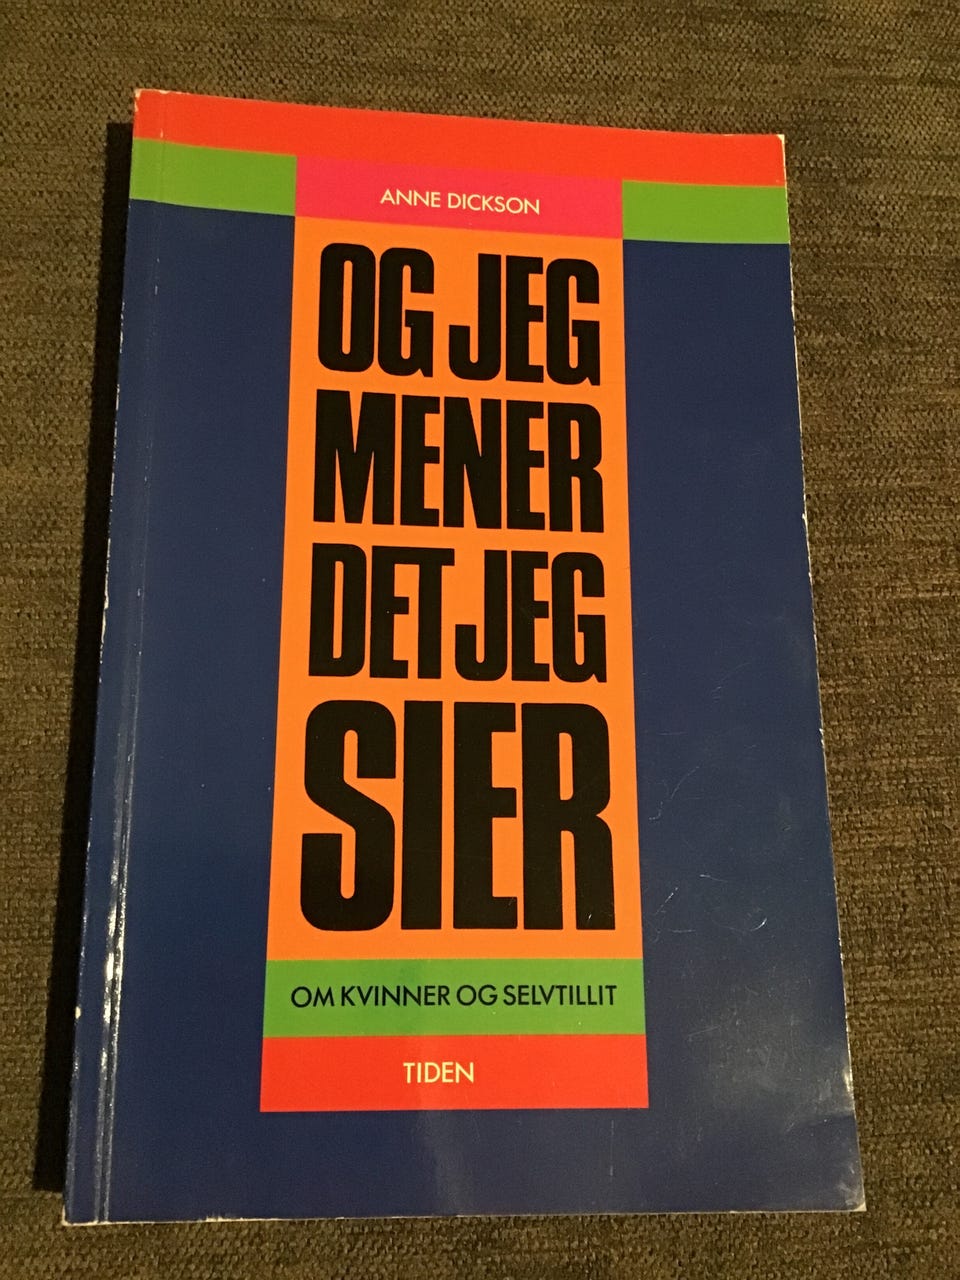 ANNE DICKSON
OG JEG
MENER
DET JEG
SIER
OM KVINNER OG SELVTILLIT
TIDEN